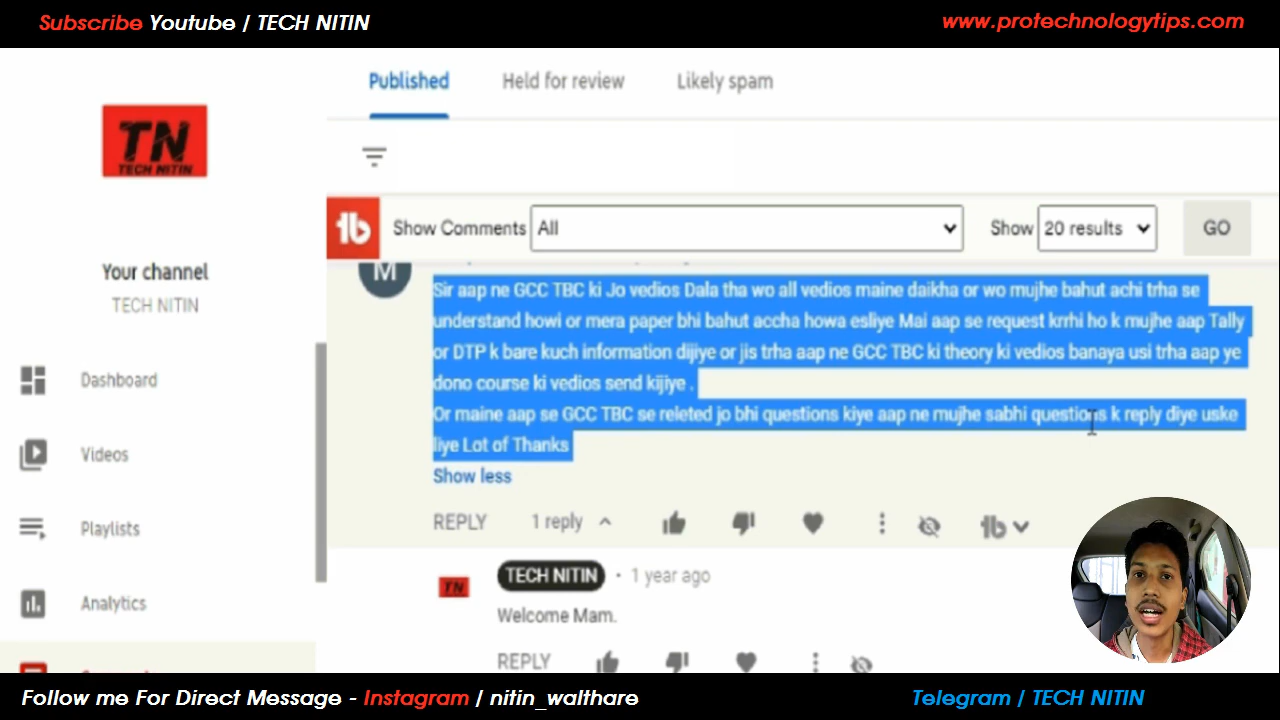 Subscribe Youtube / TECH NITIN
www.protechnologytips.com
Published Held for review Likely spam
TN
TECH NITIN
Show Comments All Show 20 results GO
M
Your channel
TECH NITIN
Sir aap ne GCC TBC ki Jo vedios Dala tha wo all vedios maine daikha or wo mujhe bahut achi trha se
understand howi or mera paper bhi bahut accha howa esliye Mai aap se request krrhi ho k mujhe aap Tally
or DTP k bare kuch information dijiye or jis trha aap ne GCC TBC ki theory ki vedios banaya usi trha aap ye
dono course ki vedios send kijiye .
Or maine aap se GCC TBC se releted jo bhi questions kiye aap ne mujhe sabhi questions k reply diye uske
liye Lot of Thanks
Show less
REPLY 1 reply
Dashboard
Videos
Playlists
Analytics
TN
TECH NITIN • 1 year ago
Welcome Mam.
REPLY
Follow me For Direct Message - Instagram / nitin_walthare
Telegram / TECH NITIN